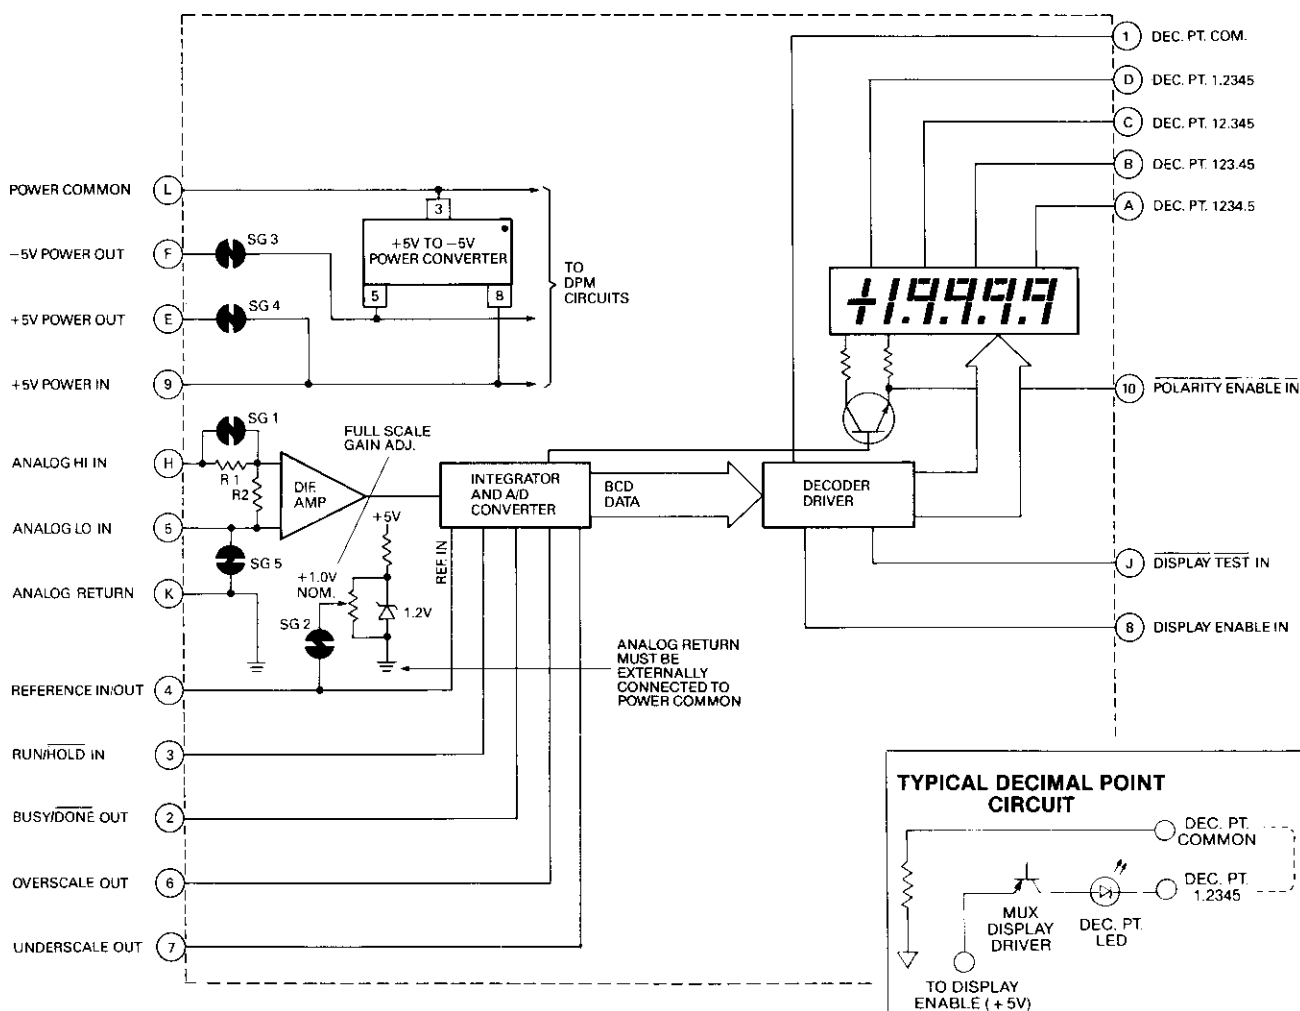 1 DEC. PT. COM.
D DEC. PT. 1.2345
C DEC. PT. 12.345
B DEC. PT. 123.45
A DEC. PT. 1234.5
POWER COMMON L
-5V POWER OUT F
SG 3
+5V POWER OUT E
SG 4
+5V POWER IN 9
3
+5V TO -5V
POWER CONVERTER
5 8
TO
DPM
CIRCUITS
+1.9.9.9.9
10 POLARITY ENABLE IN
SG 1
ANALOG HI IN H
R 1
R2
ANALOG LO IN 5
SG 5
ANALOG RETURN K
DIF.
AMP
FULL SCALE
GAIN ADJ.
+5V
+1.0V
NOM.
SG 2
1.2V
INTEGRATOR
AND A/D
CONVERTER
REF. IN
BCD
DATA
DECODER
DRIVER
J DISPLAY TEST IN
8 DISPLAY ENABLE IN
ANALOG RETURN
MUST BE
EXTERNALLY
CONNECTED TO
POWER COMMON
REFERENCE IN/OUT 4
RUN/HOLD IN 3
BUSY/DONE OUT 2
OVERSCALE OUT 6
UNDERSCALE OUT 7
TYPICAL DECIMAL POINT
CIRCUIT
DEC. PT.
COMMON
DEC. PT.
1.2345
MUX
DISPLAY
DRIVER
DEC. PT.
LED
TO DISPLAY
ENABLE (+5V)